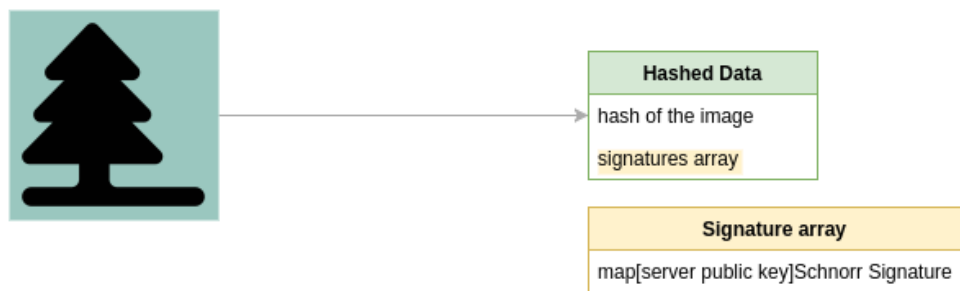 Hashed Data
hash of the image
signatures array
Signature array
map[server public key]Schnorr Signature